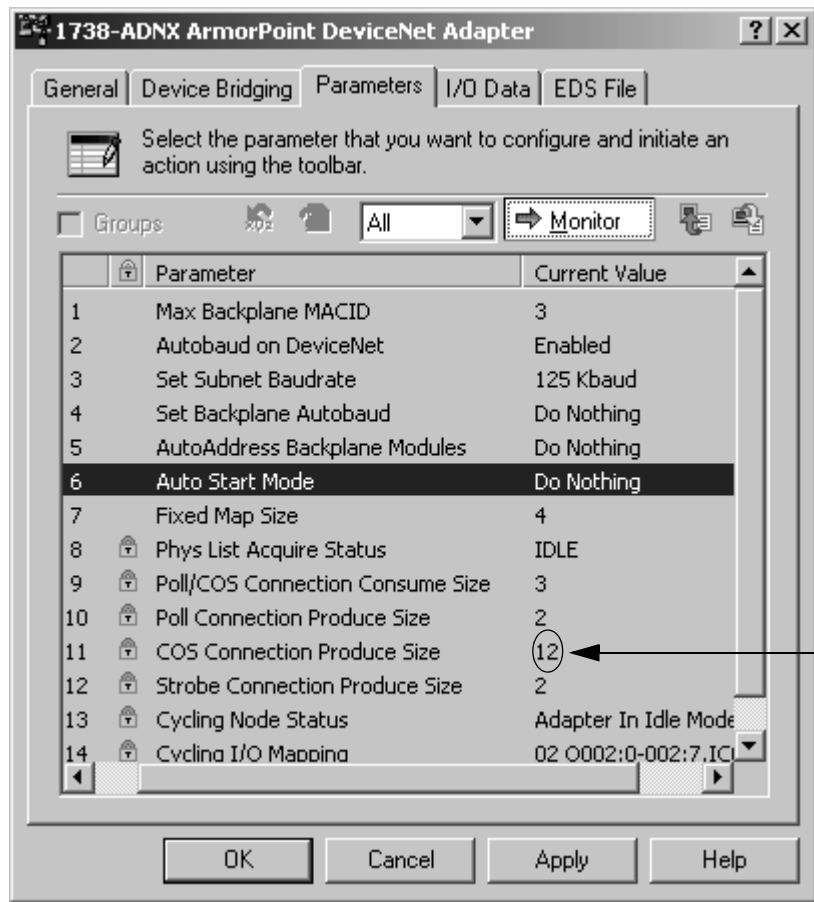 1738-ADNX ArmorPoint DeviceNet Adapter
General Device Bridging Parameters I/O Data EDS File
Select the parameter that you want to configure and initiate an
action using the toolbar.
Groups All Monitor
Parameter Current Value
1 Max Backplane MACID 3
2 Autobaud on DeviceNet Enabled
3 Set Subnet Baudrate 125 Kbaud
4 Set Backplane Autobaud Do Nothing
5 AutoAddress Backplane Modules Do Nothing
6 Auto Start Mode Do Nothing
7 Fixed Map Size 4
8 Phys List Acquire Status IDLE
9 Poll/COS Connection Consume Size 3
10 Poll Connection Produce Size 2
11 COS Connection Produce Size 12
12 Strobe Connection Produce Size 2
13 Cycling Node Status Adapter In Idle Mode
14 Cycling I/O Mapping 02 O002:0-002:7,IC
OK Cancel Apply Help